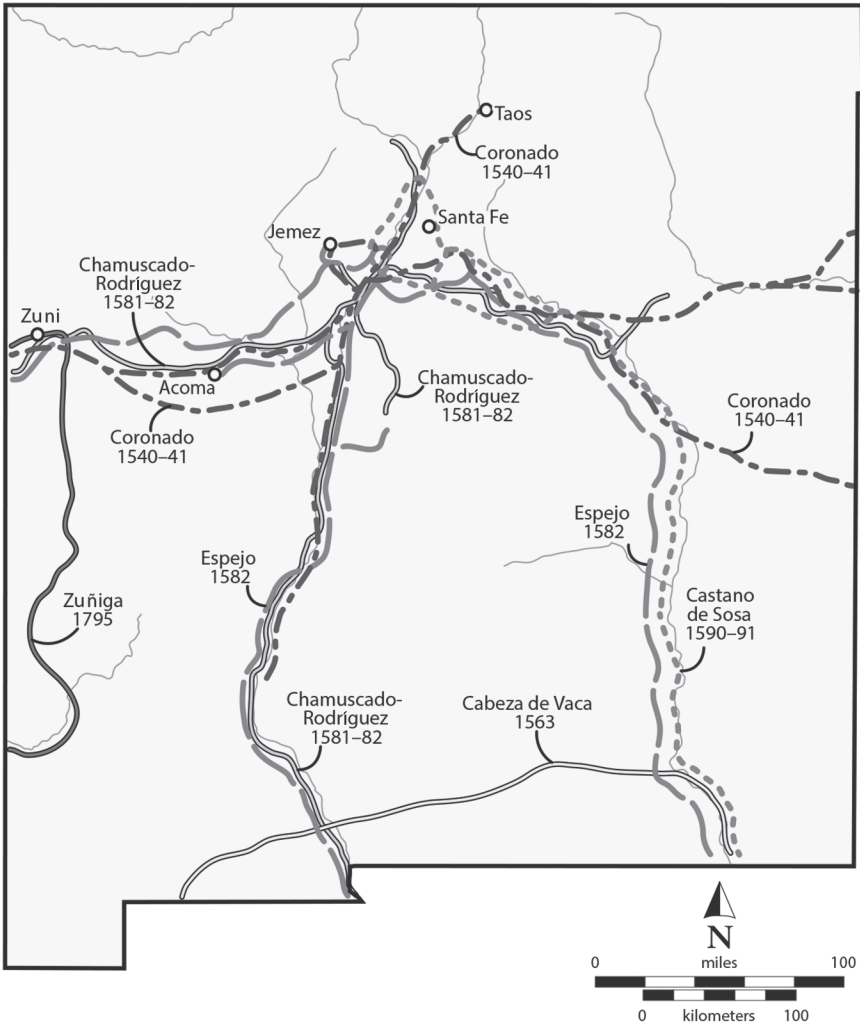 Taos
Coronado
1540–41
Santa Fe
Jemez
Chamuscado-
Rodríguez
1581–82
Zuni
Acoma
Coronado
1540–41
Chamuscado-
Rodríguez
1581–82
Coronado
1540–41
Espejo
1582
Espejo
1582
Zuñiga
1795
Castano
de Sosa
1590–91
Chamuscado-
Rodríguez
1581–82
Cabeza de Vaca
1563
N
0 miles 100
0 kilometers 100